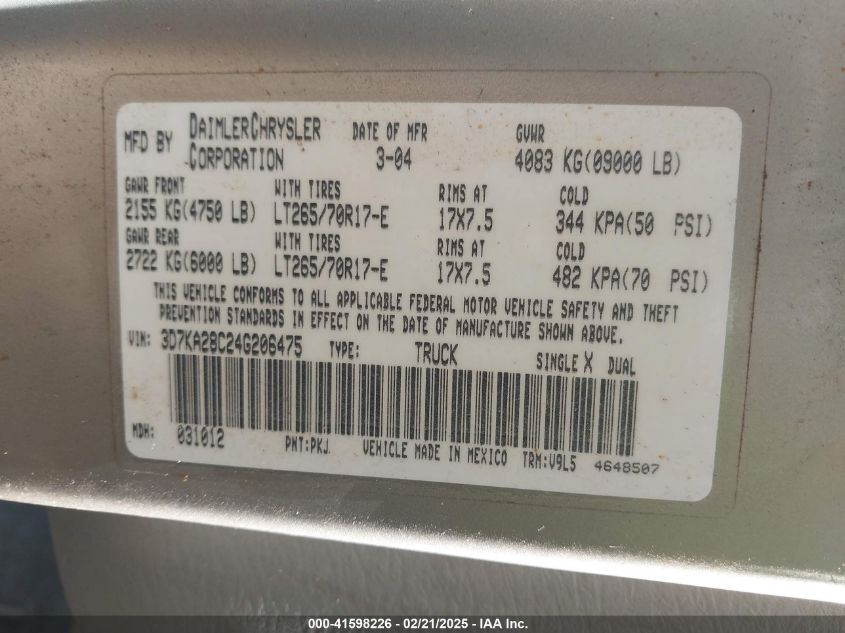 MFD BY DAIMLERCHRYSLER CORPORATION DATE OF MFR 3-04 GVWR 4083 KG(09000 LB)
GAWR FRONT WITH TIRES RIMS AT COLD
2155 KG(4750 LB) LT265/70R17-E 17X7.5 344 KPA(50 PSI)
GAWR REAR WITH TIRES RIMS AT COLD
2722 KG(6000 LB) LT265/70R17-E 17X7.5 482 KPA(70 PSI)
THIS VEHICLE CONFORMS TO ALL APPLICABLE FEDERAL MOTOR VEHICLE SAFETY AND THEFT
PREVENTION STANDARDS IN EFFECT ON THE DATE OF MANUFACTURE SHOWN ABOVE.
VIN: 3D7KA28C24G206475 TYPE: TRUCK SINGLE X DUAL
MDH: 031012 PNT:PKJ VEHICLE MADE IN MEXICO TRM:V9L5 4648507
000-41598226 - 02/21/2025 - IAA Inc.